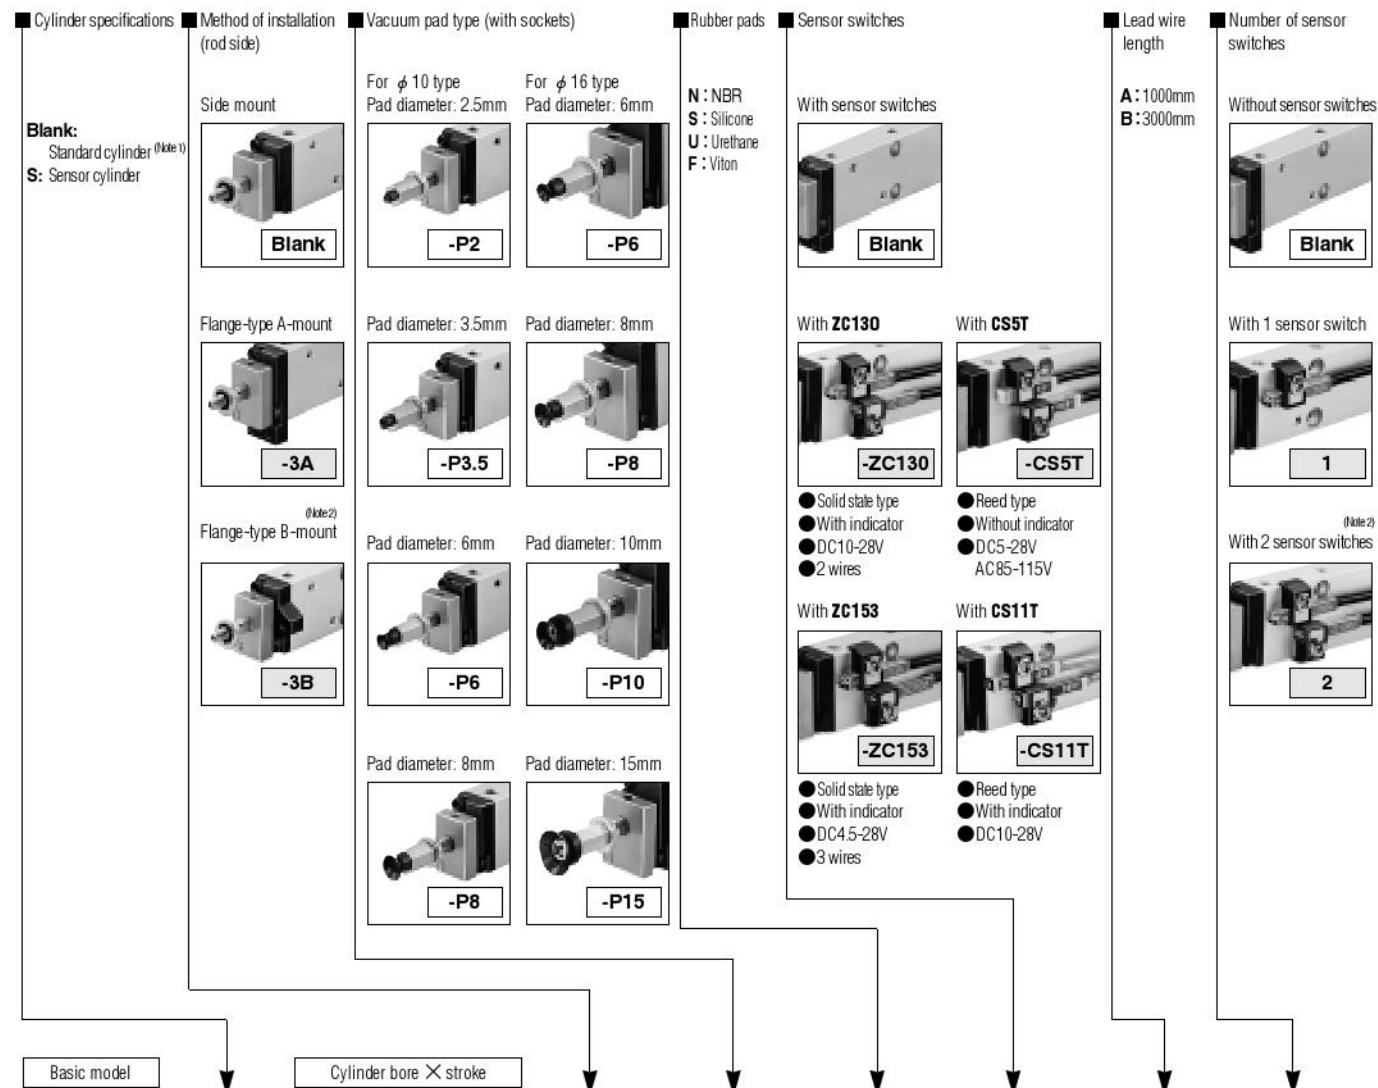 ■ Cylinder specifications
Blank:
Standard cylinder (Note 1)
S: Sensor cylinder
■ Method of installation
(rod side)
Side mount
Blank
Flange-type A-mount
-3A
(Note2)
Flange-type B-mount
-3B
■ Vacuum pad type (with sockets)
For ϕ 10 type
Pad diameter: 2.5mm
-P2
Pad diameter: 3.5mm
-P3.5
Pad diameter: 6mm
-P6
Pad diameter: 8mm
-P8
For ϕ 16 type
Pad diameter: 6mm
-P6
Pad diameter: 8mm
-P8
Pad diameter: 10mm
-P10
Pad diameter: 15mm
-P15
■ Rubber pads
N : NBR
S : Silicone
U : Urethane
F : Viton
■ Sensor switches
With sensor switches
Blank
With ZC130
-ZC130
● Solid state type
● With indicator
● DC10-28V
● 2 wires
With CS5T
-CS5T
● Reed type
● Without indicator
● DC5-28V
AC85-115V
With ZC153
-ZC153
● Solid state type
● With indicator
● DC4.5-28V
● 3 wires
With CS11T
-CS11T
● Reed type
● With indicator
● DC10-28V
■ Lead wire
length
A : 1000mm
B : 3000mm
■ Number of sensor
switches
Without sensor switches
Blank
With 1 sensor switch
1
(Note2)
With 2 sensor switches
2
Basic model
Cylinder bore × stroke